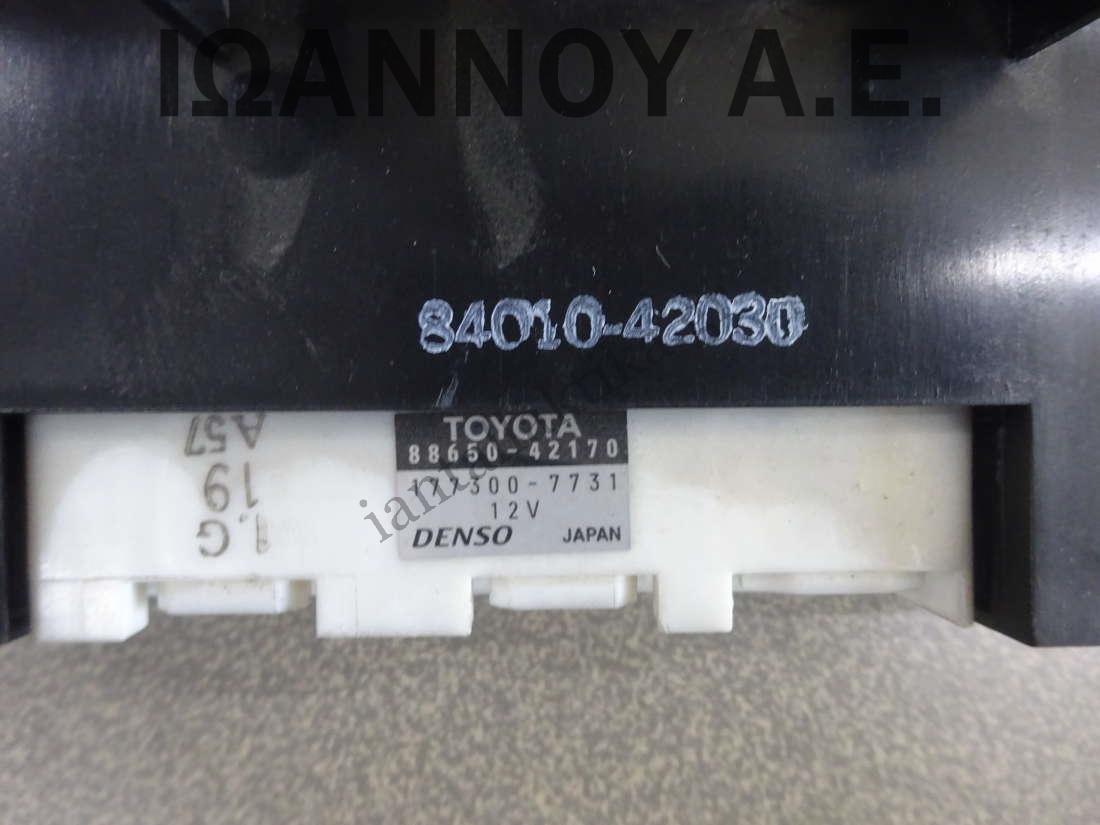 ΙΩΑΝΝΟΥ Α.Ε.
84010-42030
TOYOTA
88650-42170
177300-7731
12V
DENSO JAPAN
A57
19
1.G